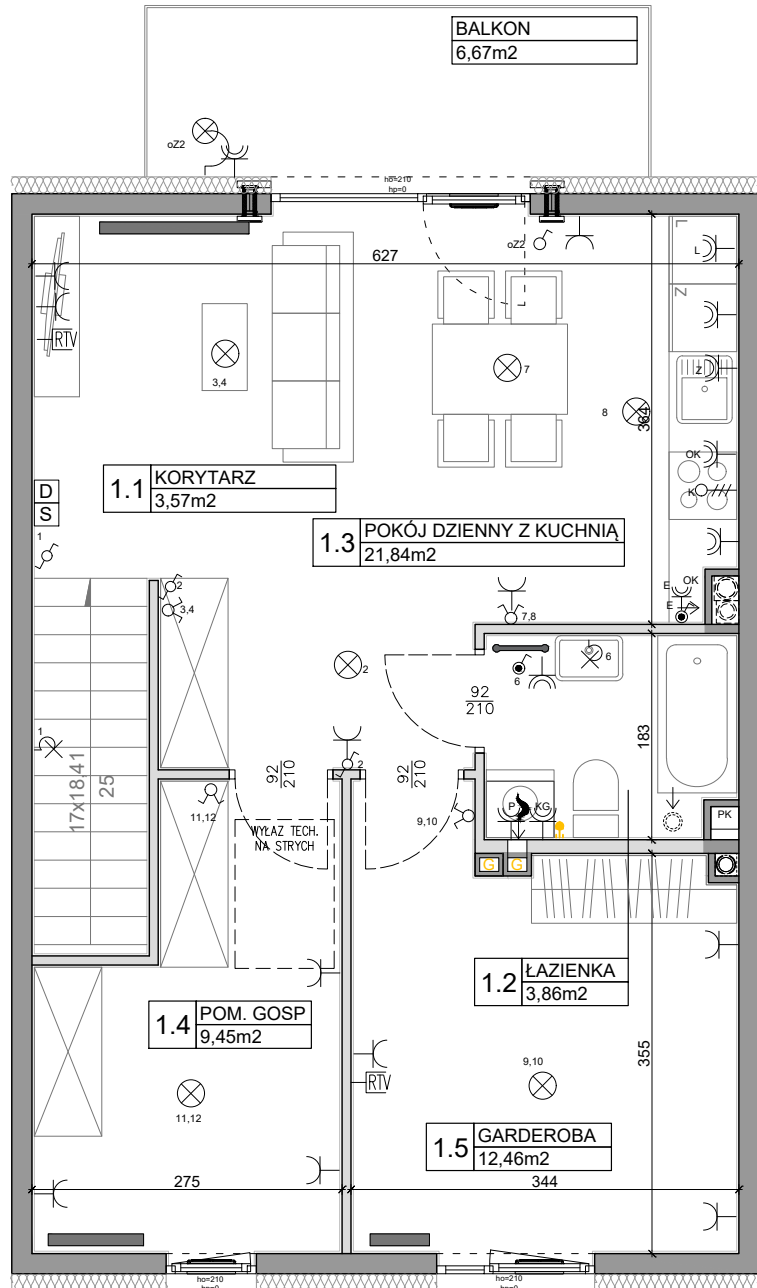 BALKON
6,67m2
oZ2
ho=210
hp=0
oZ2
627
L
Z
RTV
3,4
7
8
364
Z
1.1 KORYTARZ
3,57m2
OK
K
D
S
1.3 POKÓJ DZIENNY Z KUCHNIĄ
21,84m2
1
2
3,4
E OK
E
7,8
2
6
6
92
210
183
1
17x18,41
25
2
92
210
92
210
11,12
9,10
P
KG
PK
WYŁAZ TECH.
NA STRYCH
G
G
1.2 ŁAZIENKA
3,86m2
1.4 POM. GOSP
9,45m2
355
RTV
9,10
11,12
1.5 GARDEROBA
12,46m2
275
344
ho=210
hp=0
ho=210
hp=0